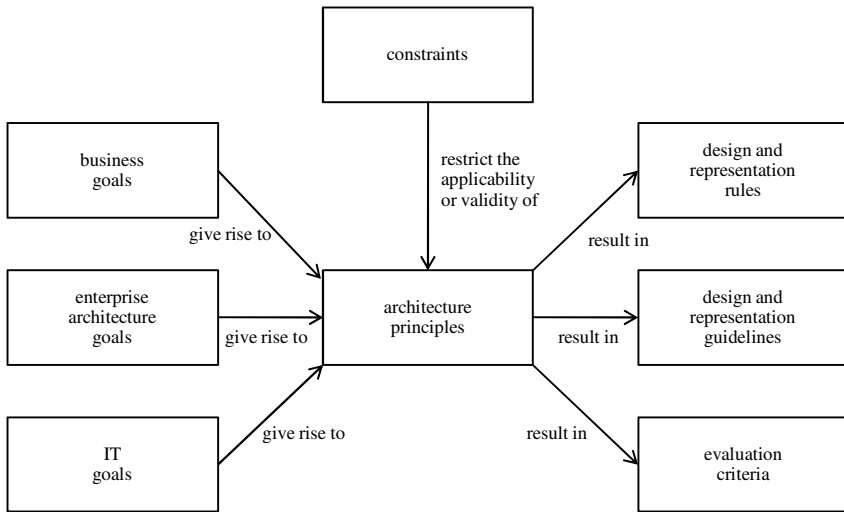 constraints
business
goals
restrict the
applicability
or validity of
design and
representation
rules
give rise to
result in
enterprise
architecture
goals
give rise to
architecture
principles
result in
design and
representation
guidelines
IT
goals
give rise to
result in
evaluation
criteria